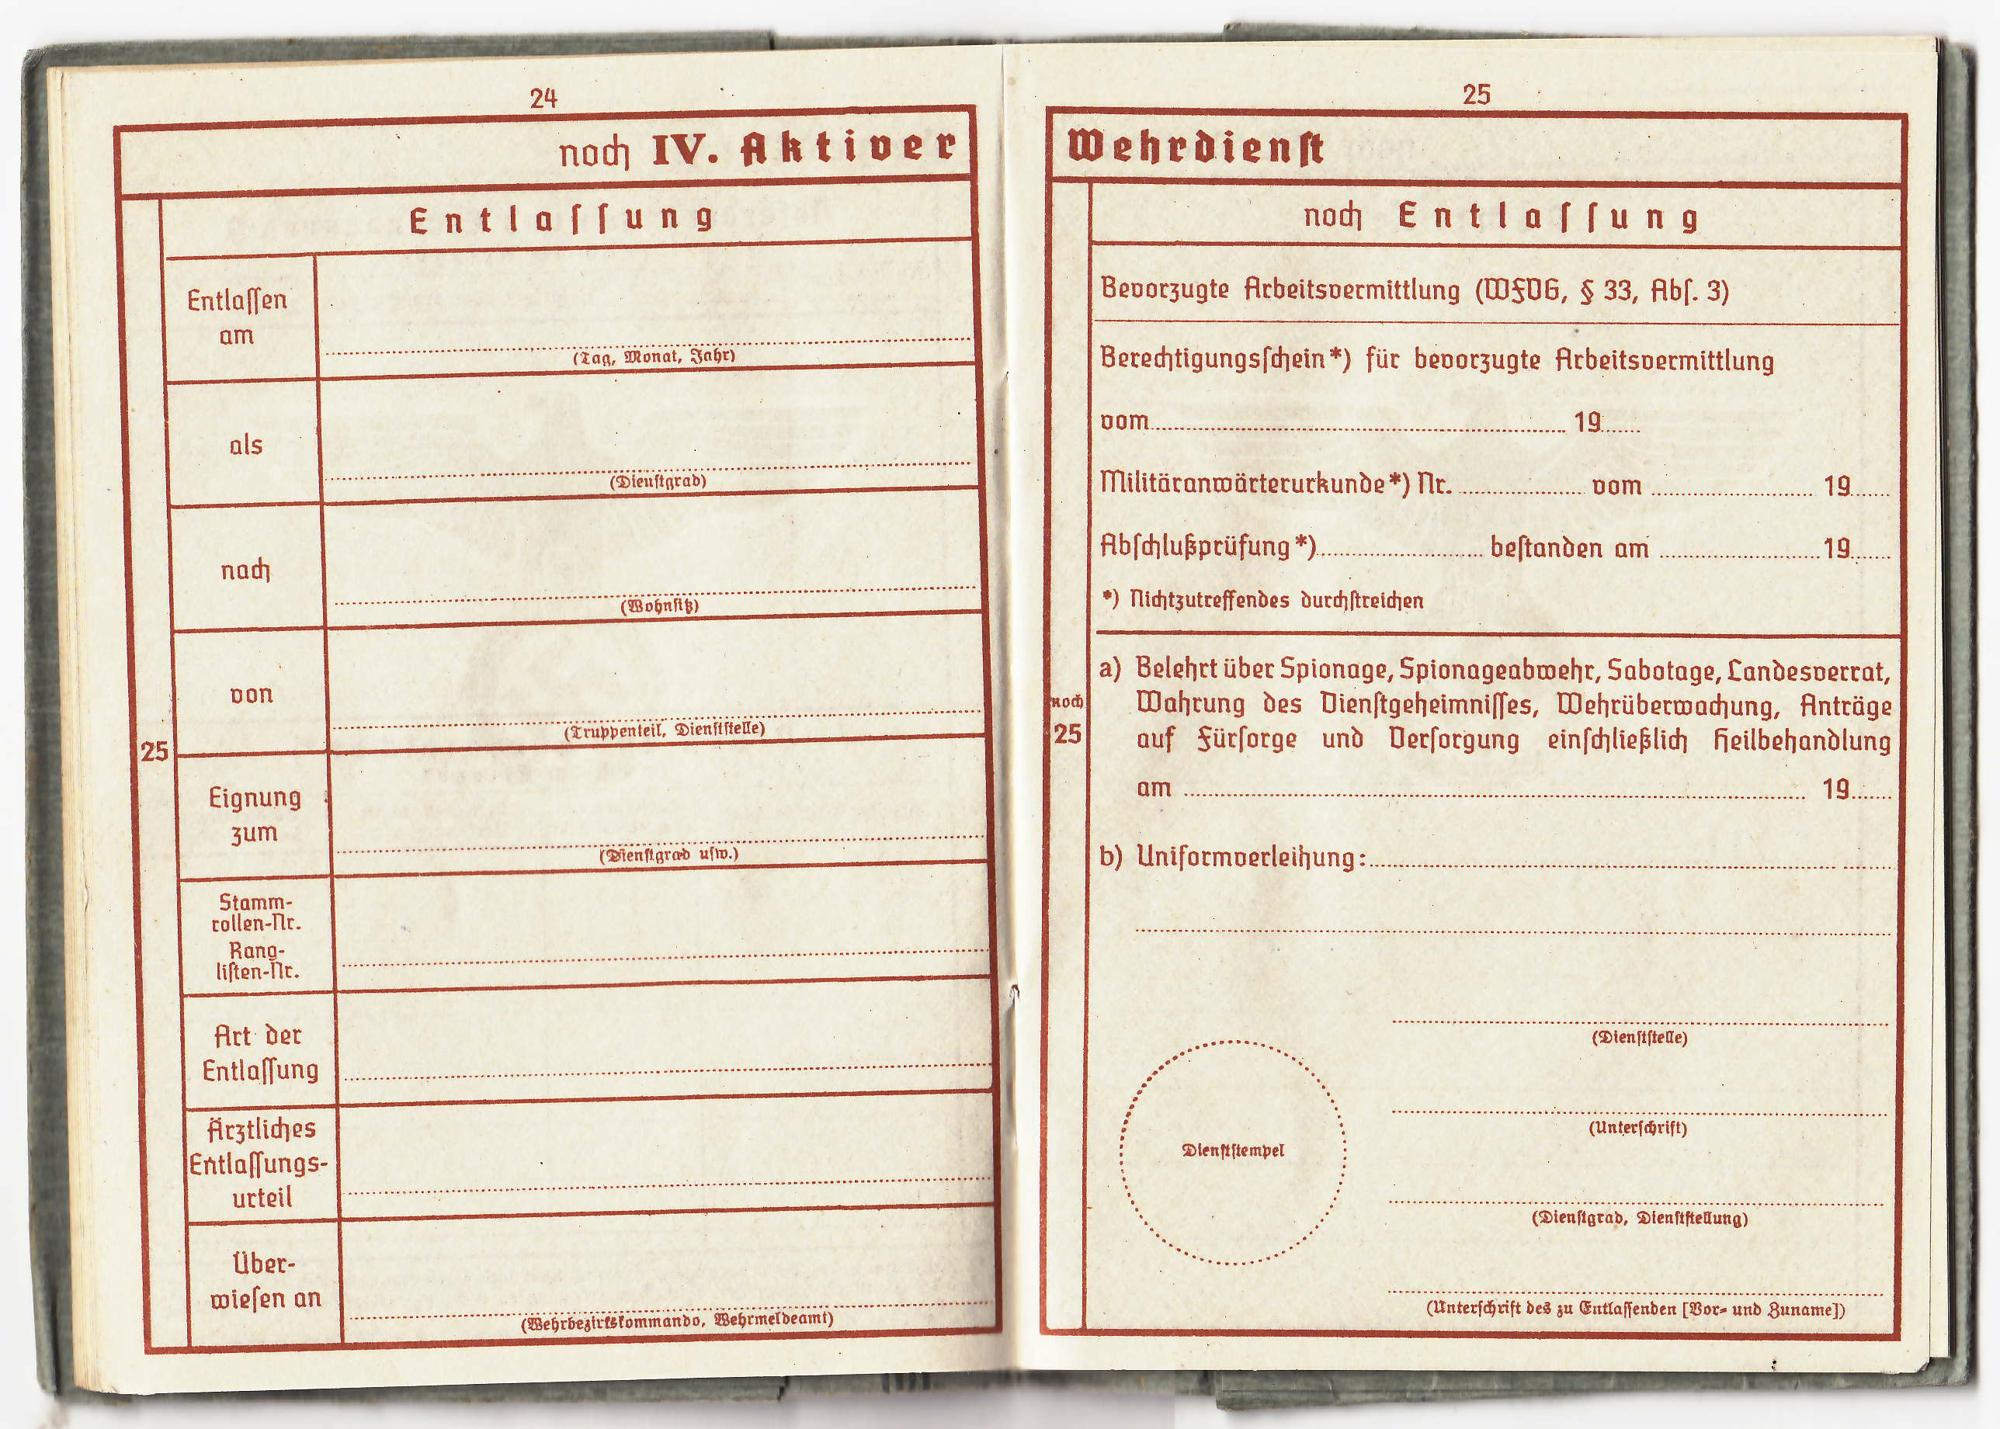 24
noch IV. Aktiver
Entlassung
Entlassen
am
(Tag, Monat, Jahr)
als
(Dienstgrad)
nach
(Wohnsitz)
von
(Truppenteil, Dienststelle)
25
Eignung
zum
(Dienstgrad usw.)
Stamm-
rollen-Nr.
Rang-
listen-Nr.
Art der
Entlassung
Ärztliches
Entlassungs-
urteil
Über-
wiesen an
(Wehrbezirkskommando, Wehrmeldeamt)
25
Wehrdienst
noch Entlassung
Bevorzugte Arbeitsvermittlung (WFVG, § 33, Abs. 3)
Berechtigungsschein*) für bevorzugte Arbeitsvermittlung
vom 19
Militäranwärterurkunde*) Nr. vom 19
Abschlußprüfung*) bestanden am 19
*) Nichtzutreffendes durchstreichen
noch
25
a) Belehrt über Spionage, Spionageabwehr, Sabotage, Landesverrat,
Wahrung des Dienstgeheimnisses, Wehrüberwachung, Anträge
auf Fürsorge und Versorgung einschließlich Heilbehandlung
am 19
b) Uniformverleihung:
(Dienststelle)
(Unterschrift)
Dienststempel
(Dienstgrad, Dienststellung)
(Unterschrift des zu Entlassenden [Vor- und Zuname])